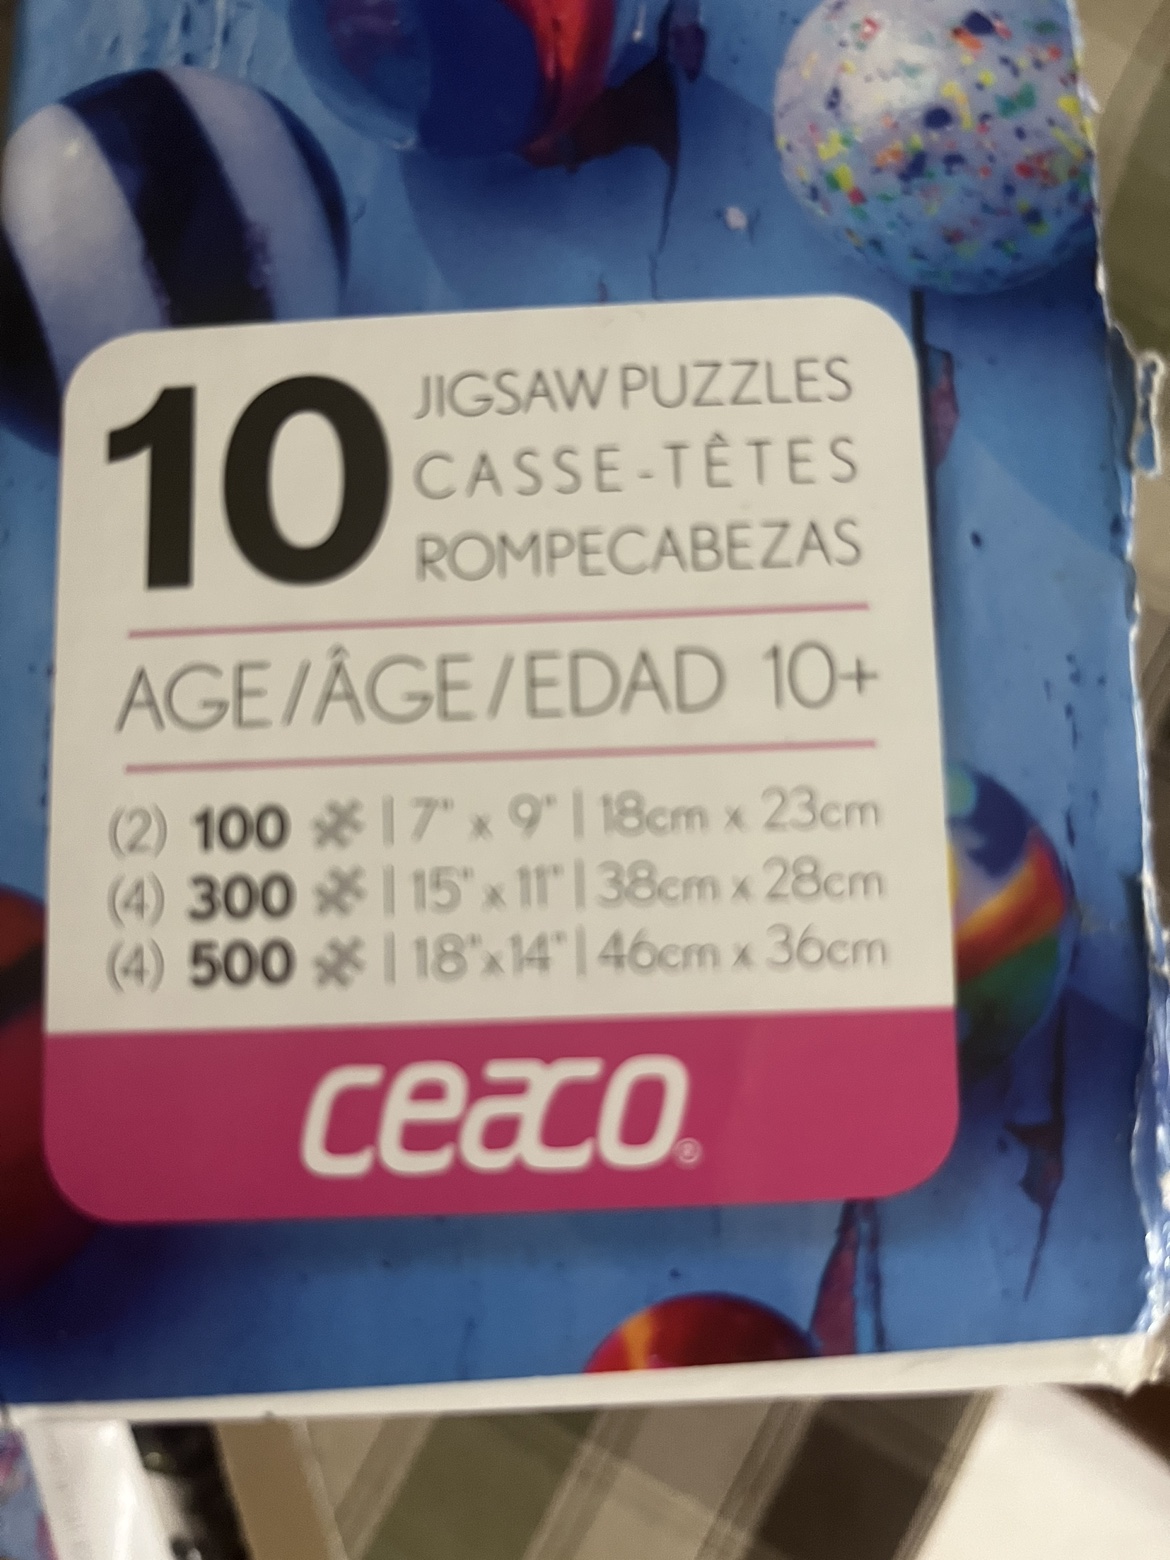 10 JIGSAW PUZZLES
CASSE-TÊTES
ROMPECABEZAS
AGE/ÂGE/EDAD 10+
(2) 100 | 7" x 9" | 18cm x 23cm
(4) 300 | 15" x 11" | 38cm x 28cm
(4) 500 | 18" x 14" | 46cm x 36cm
ceaco®